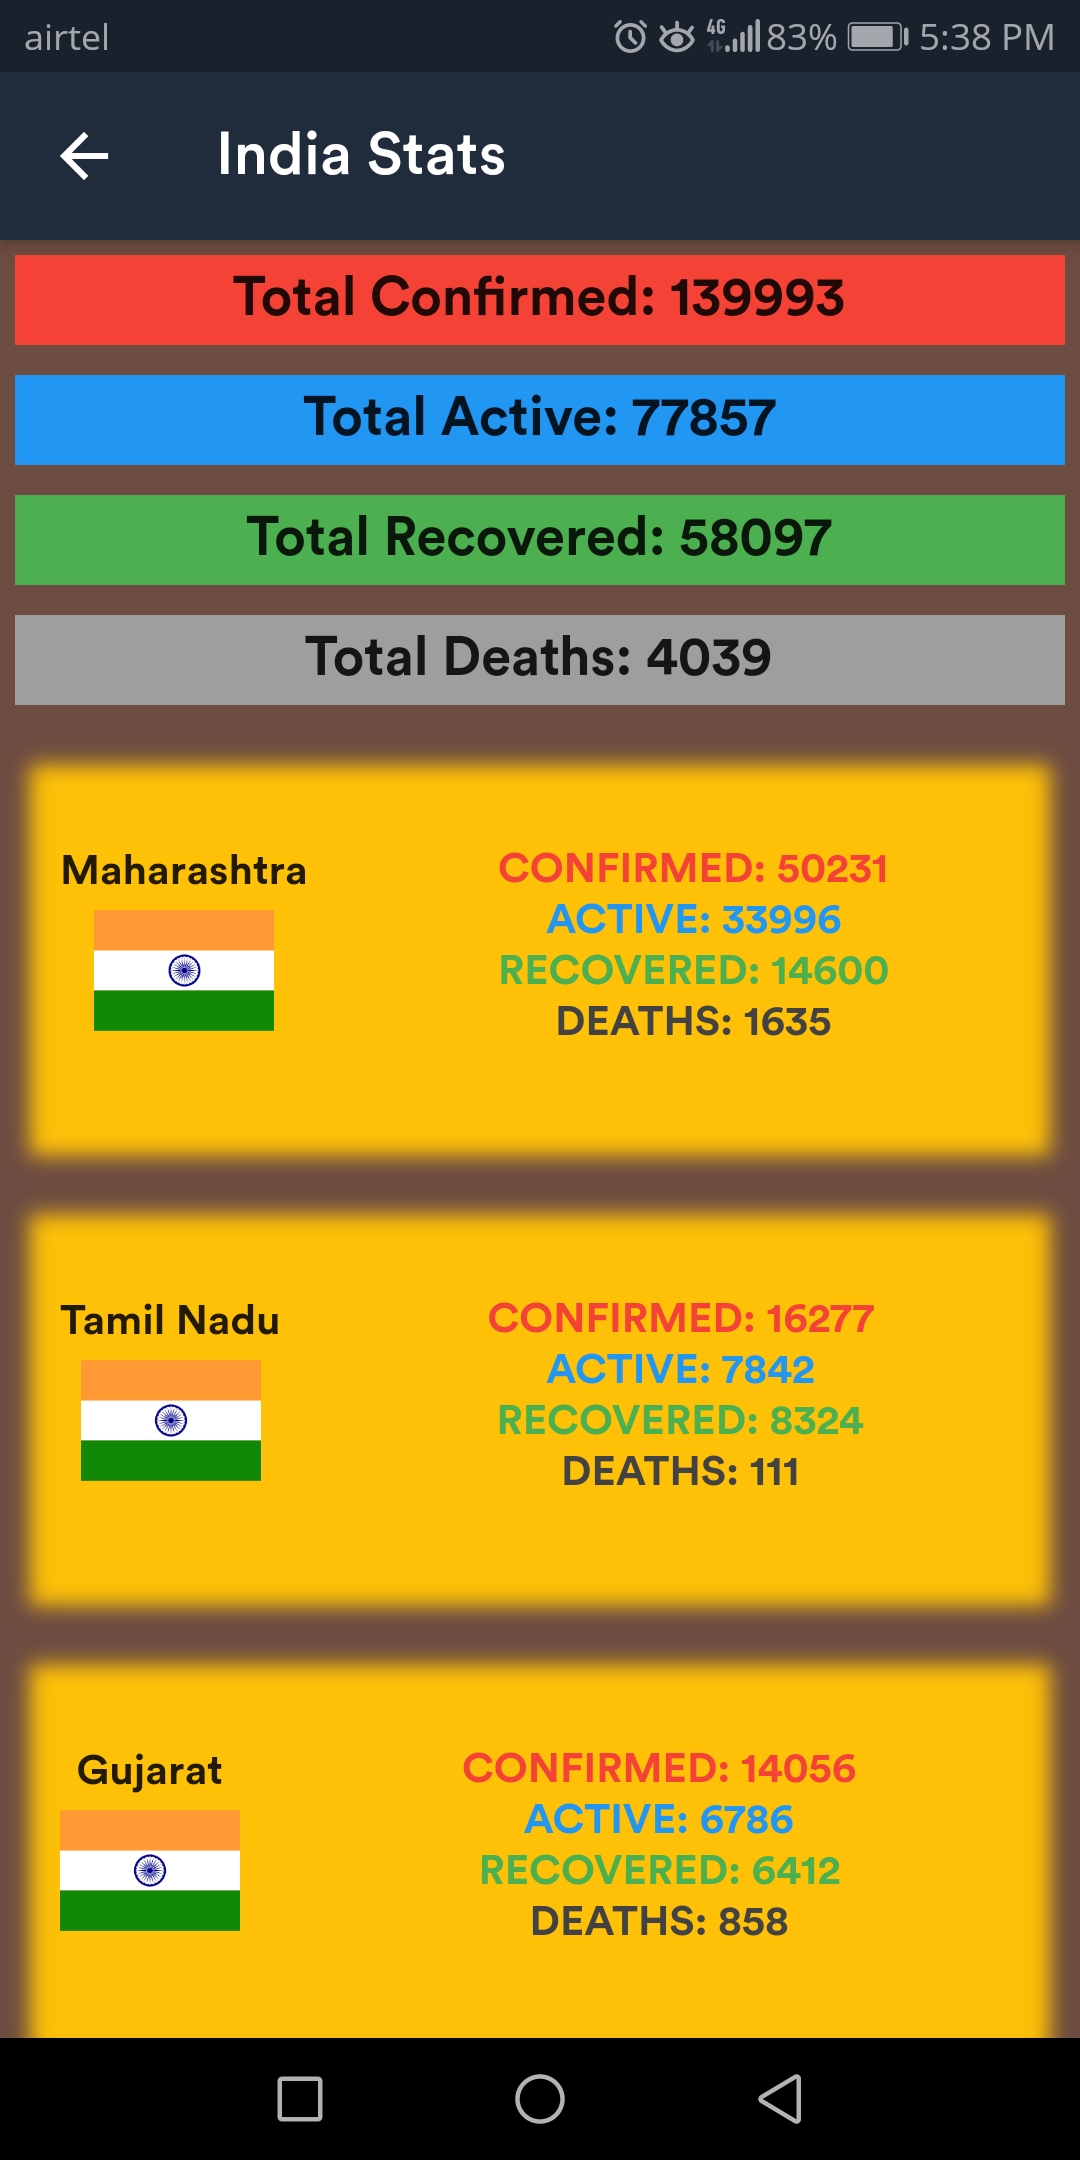 airtel
4G 83% 5:38 PM
India Stats
Total Confirmed: 139993
Total Active: 77857
Total Recovered: 58097
Total Deaths: 4039
Maharashtra
CONFIRMED: 50231
ACTIVE: 33996
RECOVERED: 14600
DEATHS: 1635
Tamil Nadu
CONFIRMED: 16277
ACTIVE: 7842
RECOVERED: 8324
DEATHS: 111
Gujarat
CONFIRMED: 14056
ACTIVE: 6786
RECOVERED: 6412
DEATHS: 858